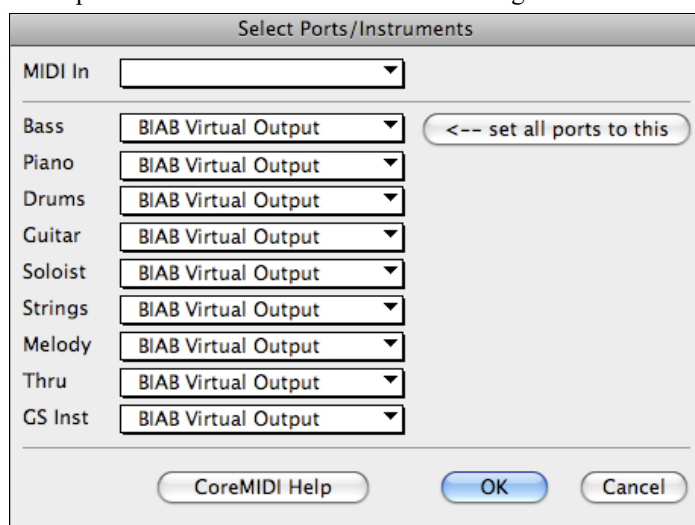 Select Ports/Instruments
MIDI In
Bass BIAB Virtual Output <-- set all ports to this
Piano BIAB Virtual Output
Drums BIAB Virtual Output
Guitar BIAB Virtual Output
Soloist BIAB Virtual Output
Strings BIAB Virtual Output
Melody BIAB Virtual Output
Thru BIAB Virtual Output
GS Inst BIAB Virtual Output
CoreMIDI Help OK Cancel